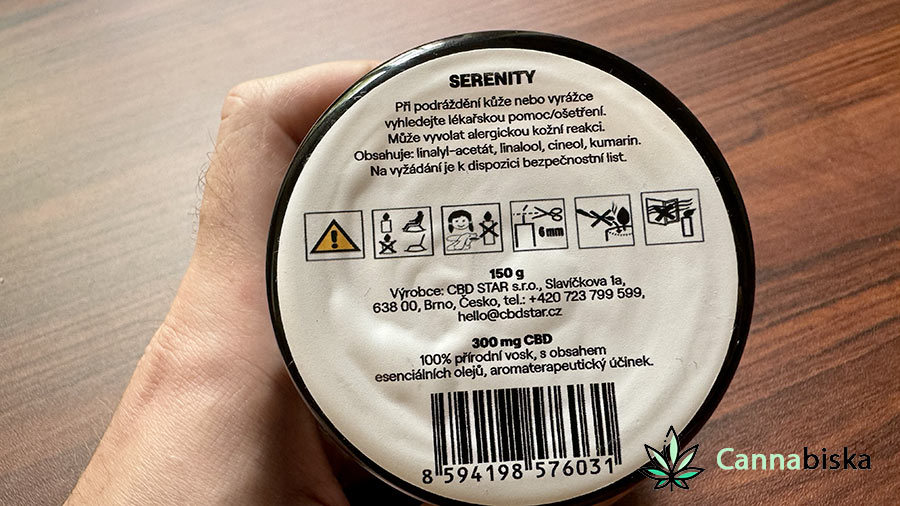 SERENITY
Při podráždění kůže nebo vyrážce
vyhledejte lékařskou pomoc/ošetření.
Může vyvolat alergickou kožní reakci.
Obsahuje: linalyl-acetát, linalool, cineol, kumarin.
Na vyžádání je k dispozici bezpečnostní list.
6 mm
150 g
Výrobce: CBD STAR s.r.o., Slavíčkova 1a,
638 00, Brno, Česko, tel.: +420 723 799 599,
hello@cbdstar.cz
300 mg CBD
100% přírodní vosk, s obsahem
esenciálních olejů, aromaterapeutický účinek.
8 594198 576031
Cannabiska